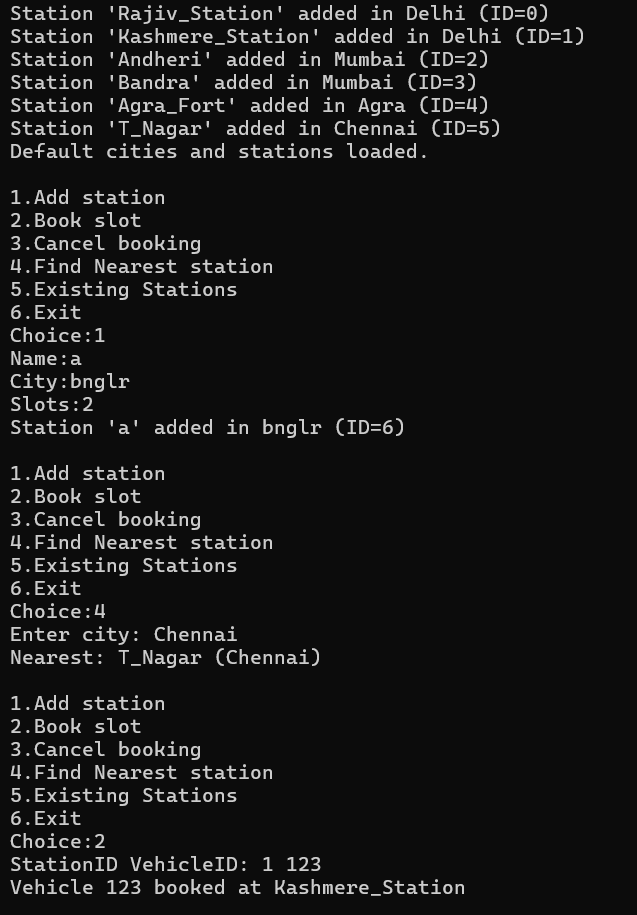 Station 'Rajiv_Station' added in Delhi (ID=0)
Station 'Kashmere_Station' added in Delhi (ID=1)
Station 'Andheri' added in Mumbai (ID=2)
Station 'Bandra' added in Mumbai (ID=3)
Station 'Agra_Fort' added in Agra (ID=4)
Station 'T_Nagar' added in Chennai (ID=5)
Default cities and stations loaded.

1.Add station
2.Book slot
3.Cancel booking
4.Find Nearest station
5.Existing Stations
6.Exit
Choice:1
Name:a
City:bnglr
Slots:2
Station 'a' added in bnglr (ID=6)

1.Add station
2.Book slot
3.Cancel booking
4.Find Nearest station
5.Existing Stations
6.Exit
Choice:4
Enter city: Chennai
Nearest: T_Nagar (Chennai)

1.Add station
2.Book slot
3.Cancel booking
4.Find Nearest station
5.Existing Stations
6.Exit
Choice:2
StationID VehicleID: 1 123
Vehicle 123 booked at Kashmere_Station